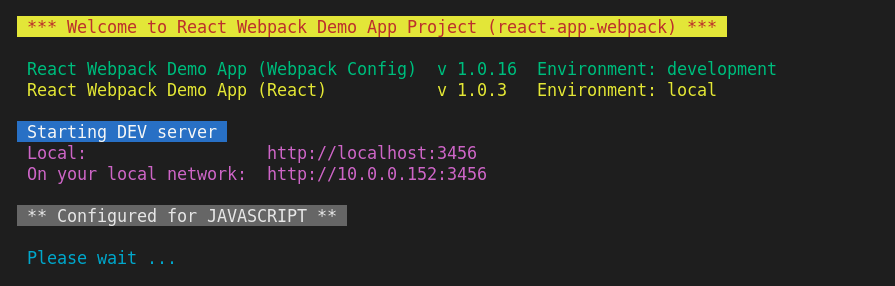 *** Welcome to React Webpack Demo App Project (react-app-webpack) ***
React Webpack Demo App (Webpack Config)  v 1.0.16  Environment: development
React Webpack Demo App (React)           v 1.0.3   Environment: local
Starting DEV server
Local:                  http://localhost:3456
On your local network:  http://10.0.0.152:3456
** Configured for JAVASCRIPT **
Please wait ...